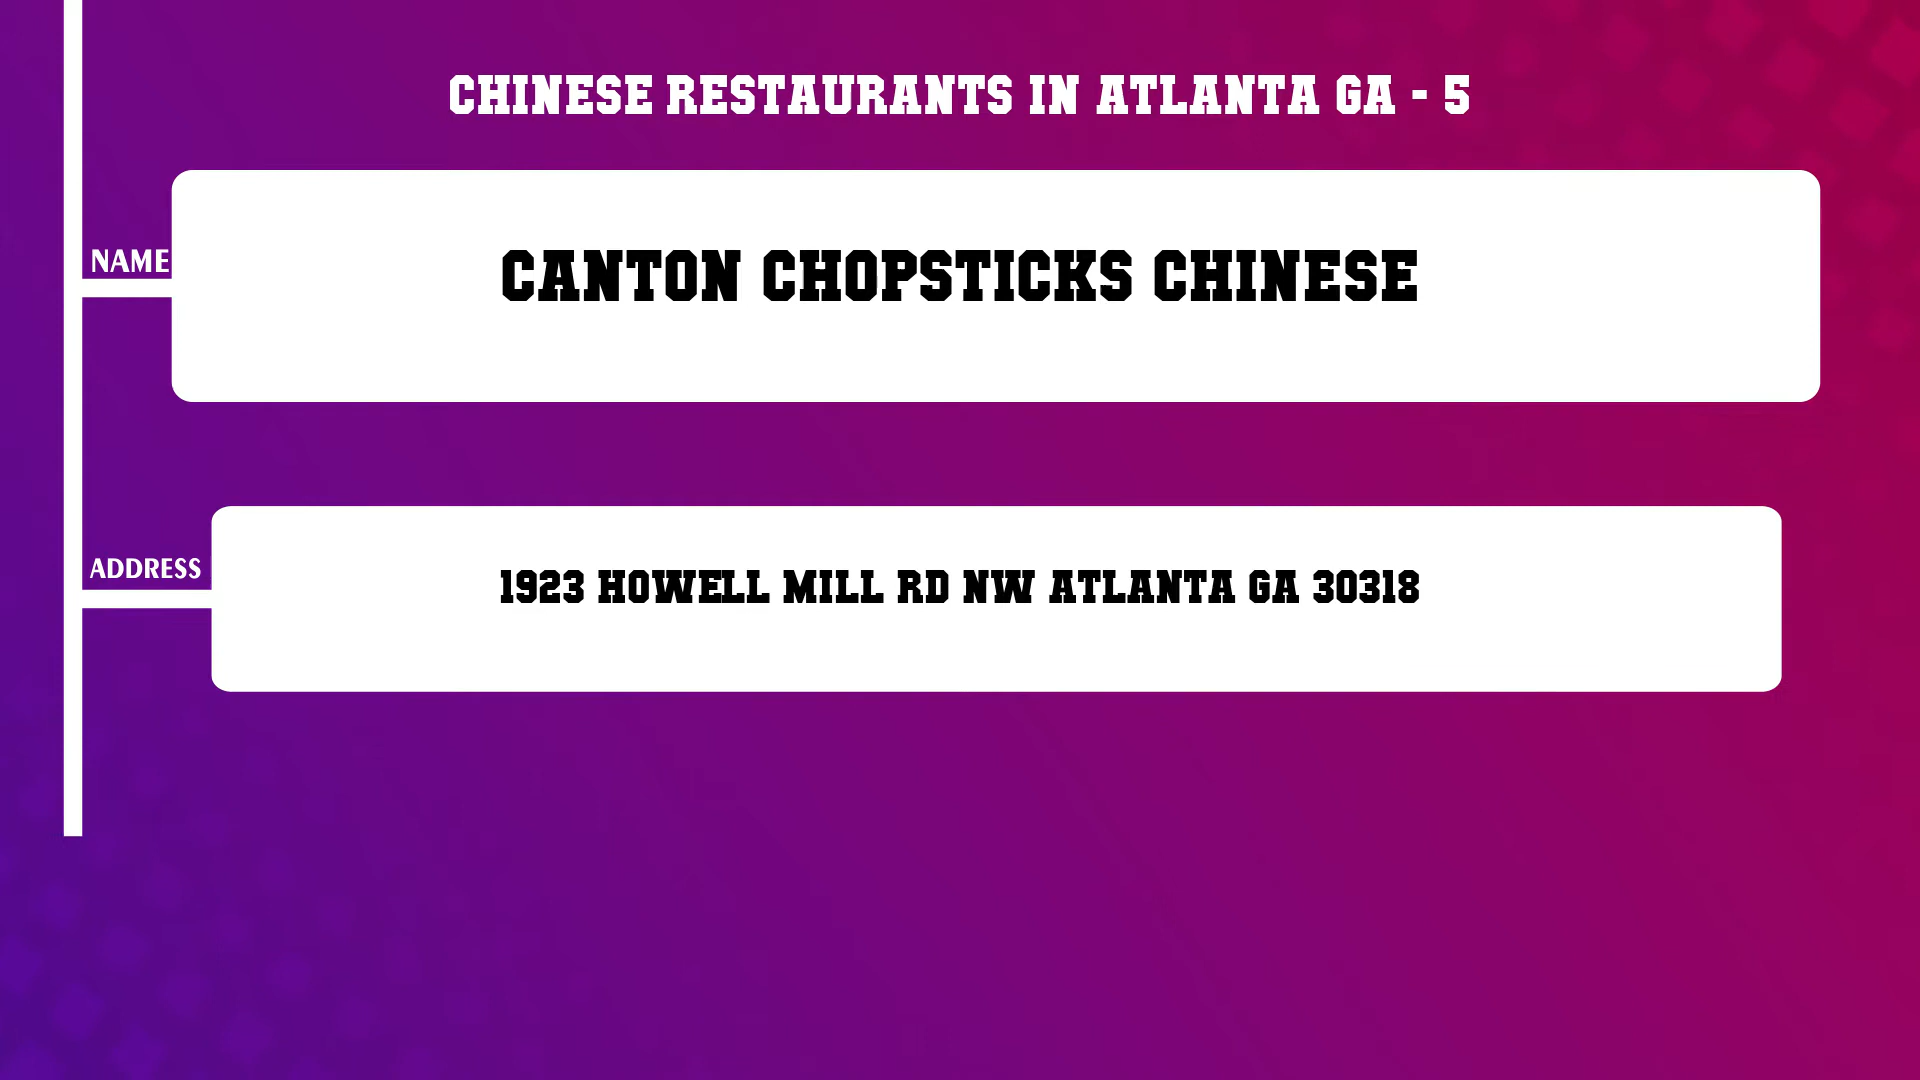 CHINESE RESTAURANTS IN ATLANTA GA - 5
NAME
CANTON CHOPSTICKS CHINESE
ADDRESS
1923 HOWELL MILL RD NW ATLANTA GA 30318